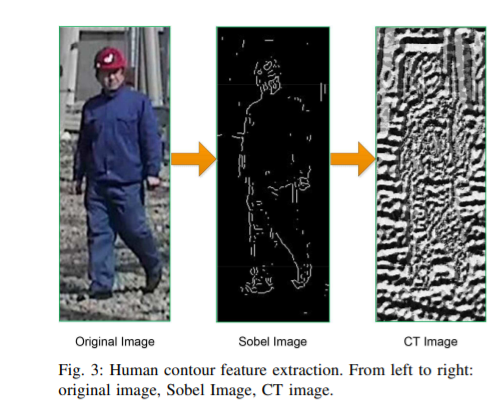 Original Image
Sobel Image
CT Image
Fig. 3: Human contour feature extraction. From left to right:
original image, Sobel Image, CT image.